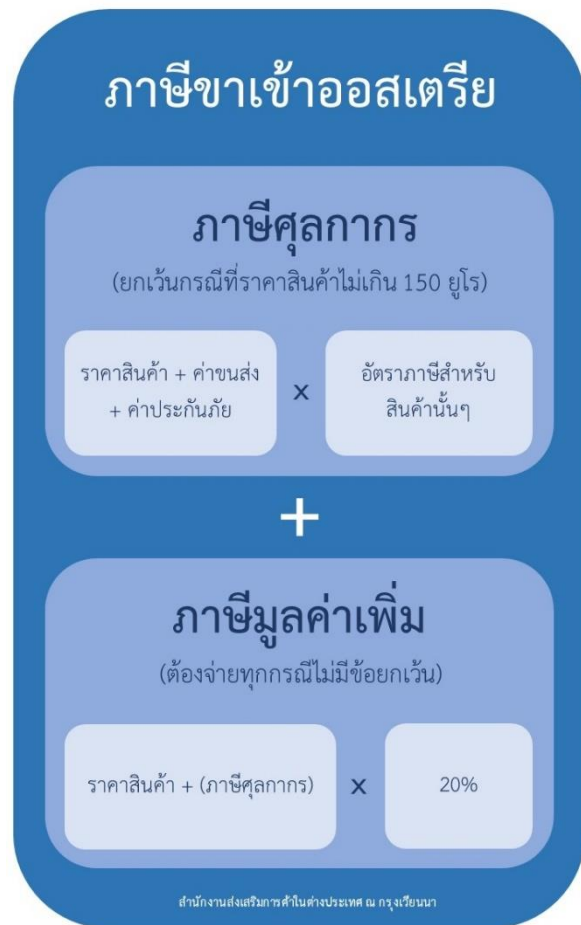 ภาษีขาเข้าออสเตรีย
ภาษีศุลกากร
(ยกเว้นกรณีที่ราคาสินค้าไม่เกิน 150 ยูโร)
ราคาสินค้า + ค่าขนส่ง
+ ค่าประกันภัย
x
อัตราภาษีสำหรับ
สินค้านั้นๆ
+
ภาษีมูลค่าเพิ่ม
(ต้องจ่ายทุกกรณีไม่มีข้อยกเว้น)
ราคาสินค้า + (ภาษีศุลกากร)
x
20%
สำนักงานส่งเสริมการค้าในต่างประเทศ ณ กรุงเวียนนา